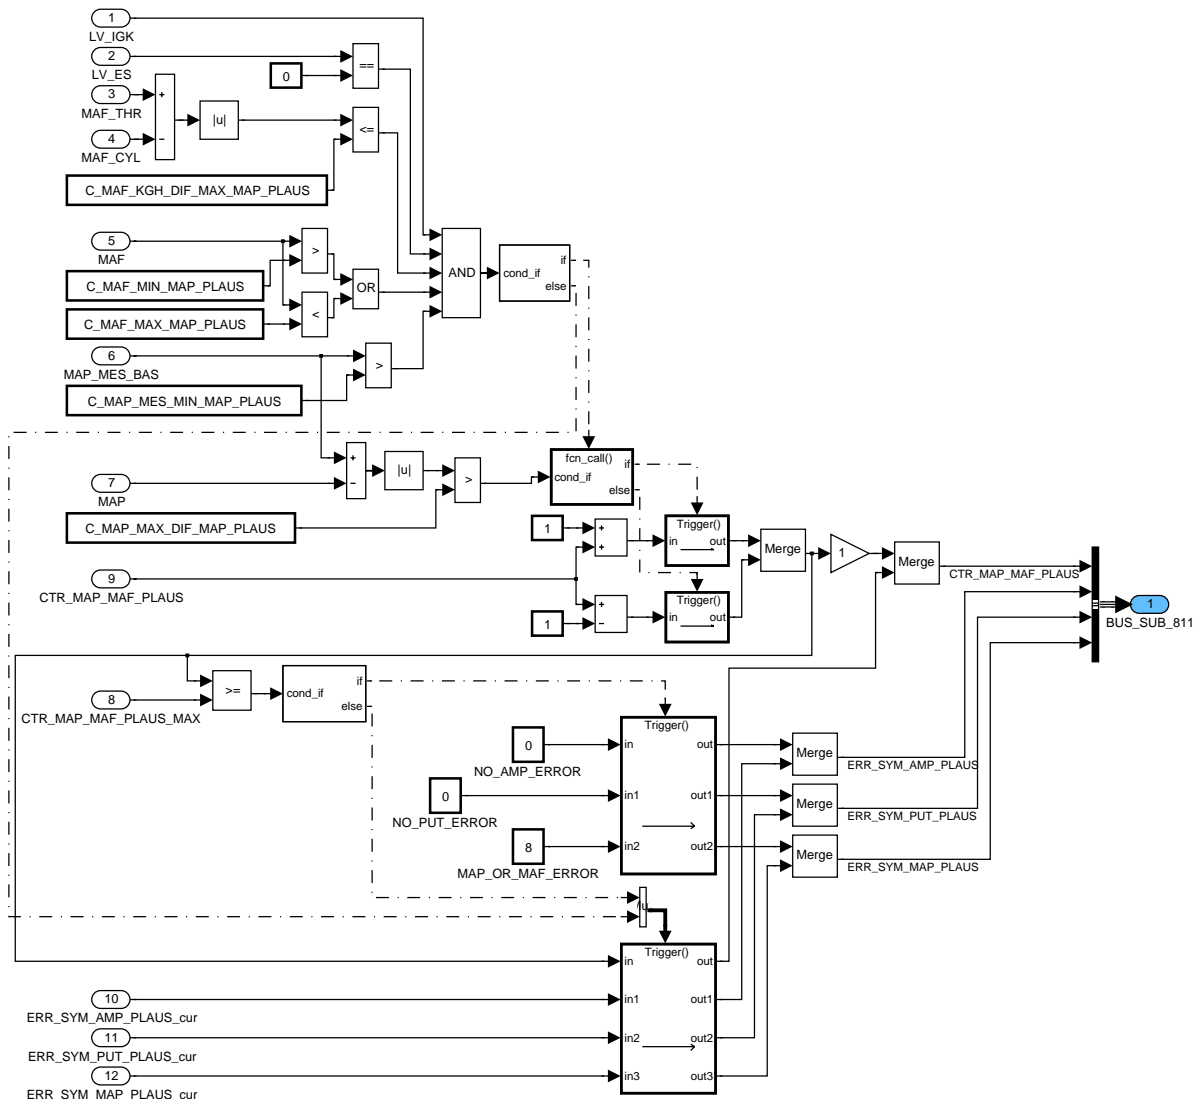 1
LV_IGK
2
LV_ES
0
==
3
MAF_THR
+
|u|
<=
4
−
MAF_CYL
C_MAF_KGH_DIF_MAX_MAP_PLAUS
5
MAF
>
C_MAF_MIN_MAP_PLAUS
OR
C_MAF_MAX_MAP_PLAUS
<
AND
cond_if
if
else
6
MAP_MES_BAS
>
C_MAP_MES_MIN_MAP_PLAUS
7
MAP
+
−
|u|
>
fcn_call()
cond_if
if
else
C_MAP_MAX_DIF_MAP_PLAUS
1
+
+
Trigger()
in
out
Merge
1
Merge
CTR_MAP_MAF_PLAUS
9
CTR_MAP_MAF_PLAUS
1
+
−
Trigger()
in
out
1
BUS_SUB_811
8
CTR_MAP_MAF_PLAUS_MAX
>=
cond_if
if
else
Trigger()
0
NO_AMP_ERROR
in
out
Merge
ERR_SYM_AMP_PLAUS
0
NO_PUT_ERROR
in1
out1
Merge
ERR_SYM_PUT_PLAUS
8
MAP_OR_MAF_ERROR
in2
out2
Merge
ERR_SYM_MAP_PLAUS
Trigger()
in
out
10
ERR_SYM_AMP_PLAUS_cur
in1
out1
11
ERR_SYM_PUT_PLAUS_cur
in2
out2
12
ERR_SYM_MAP_PLAUS_cur
in3
out3